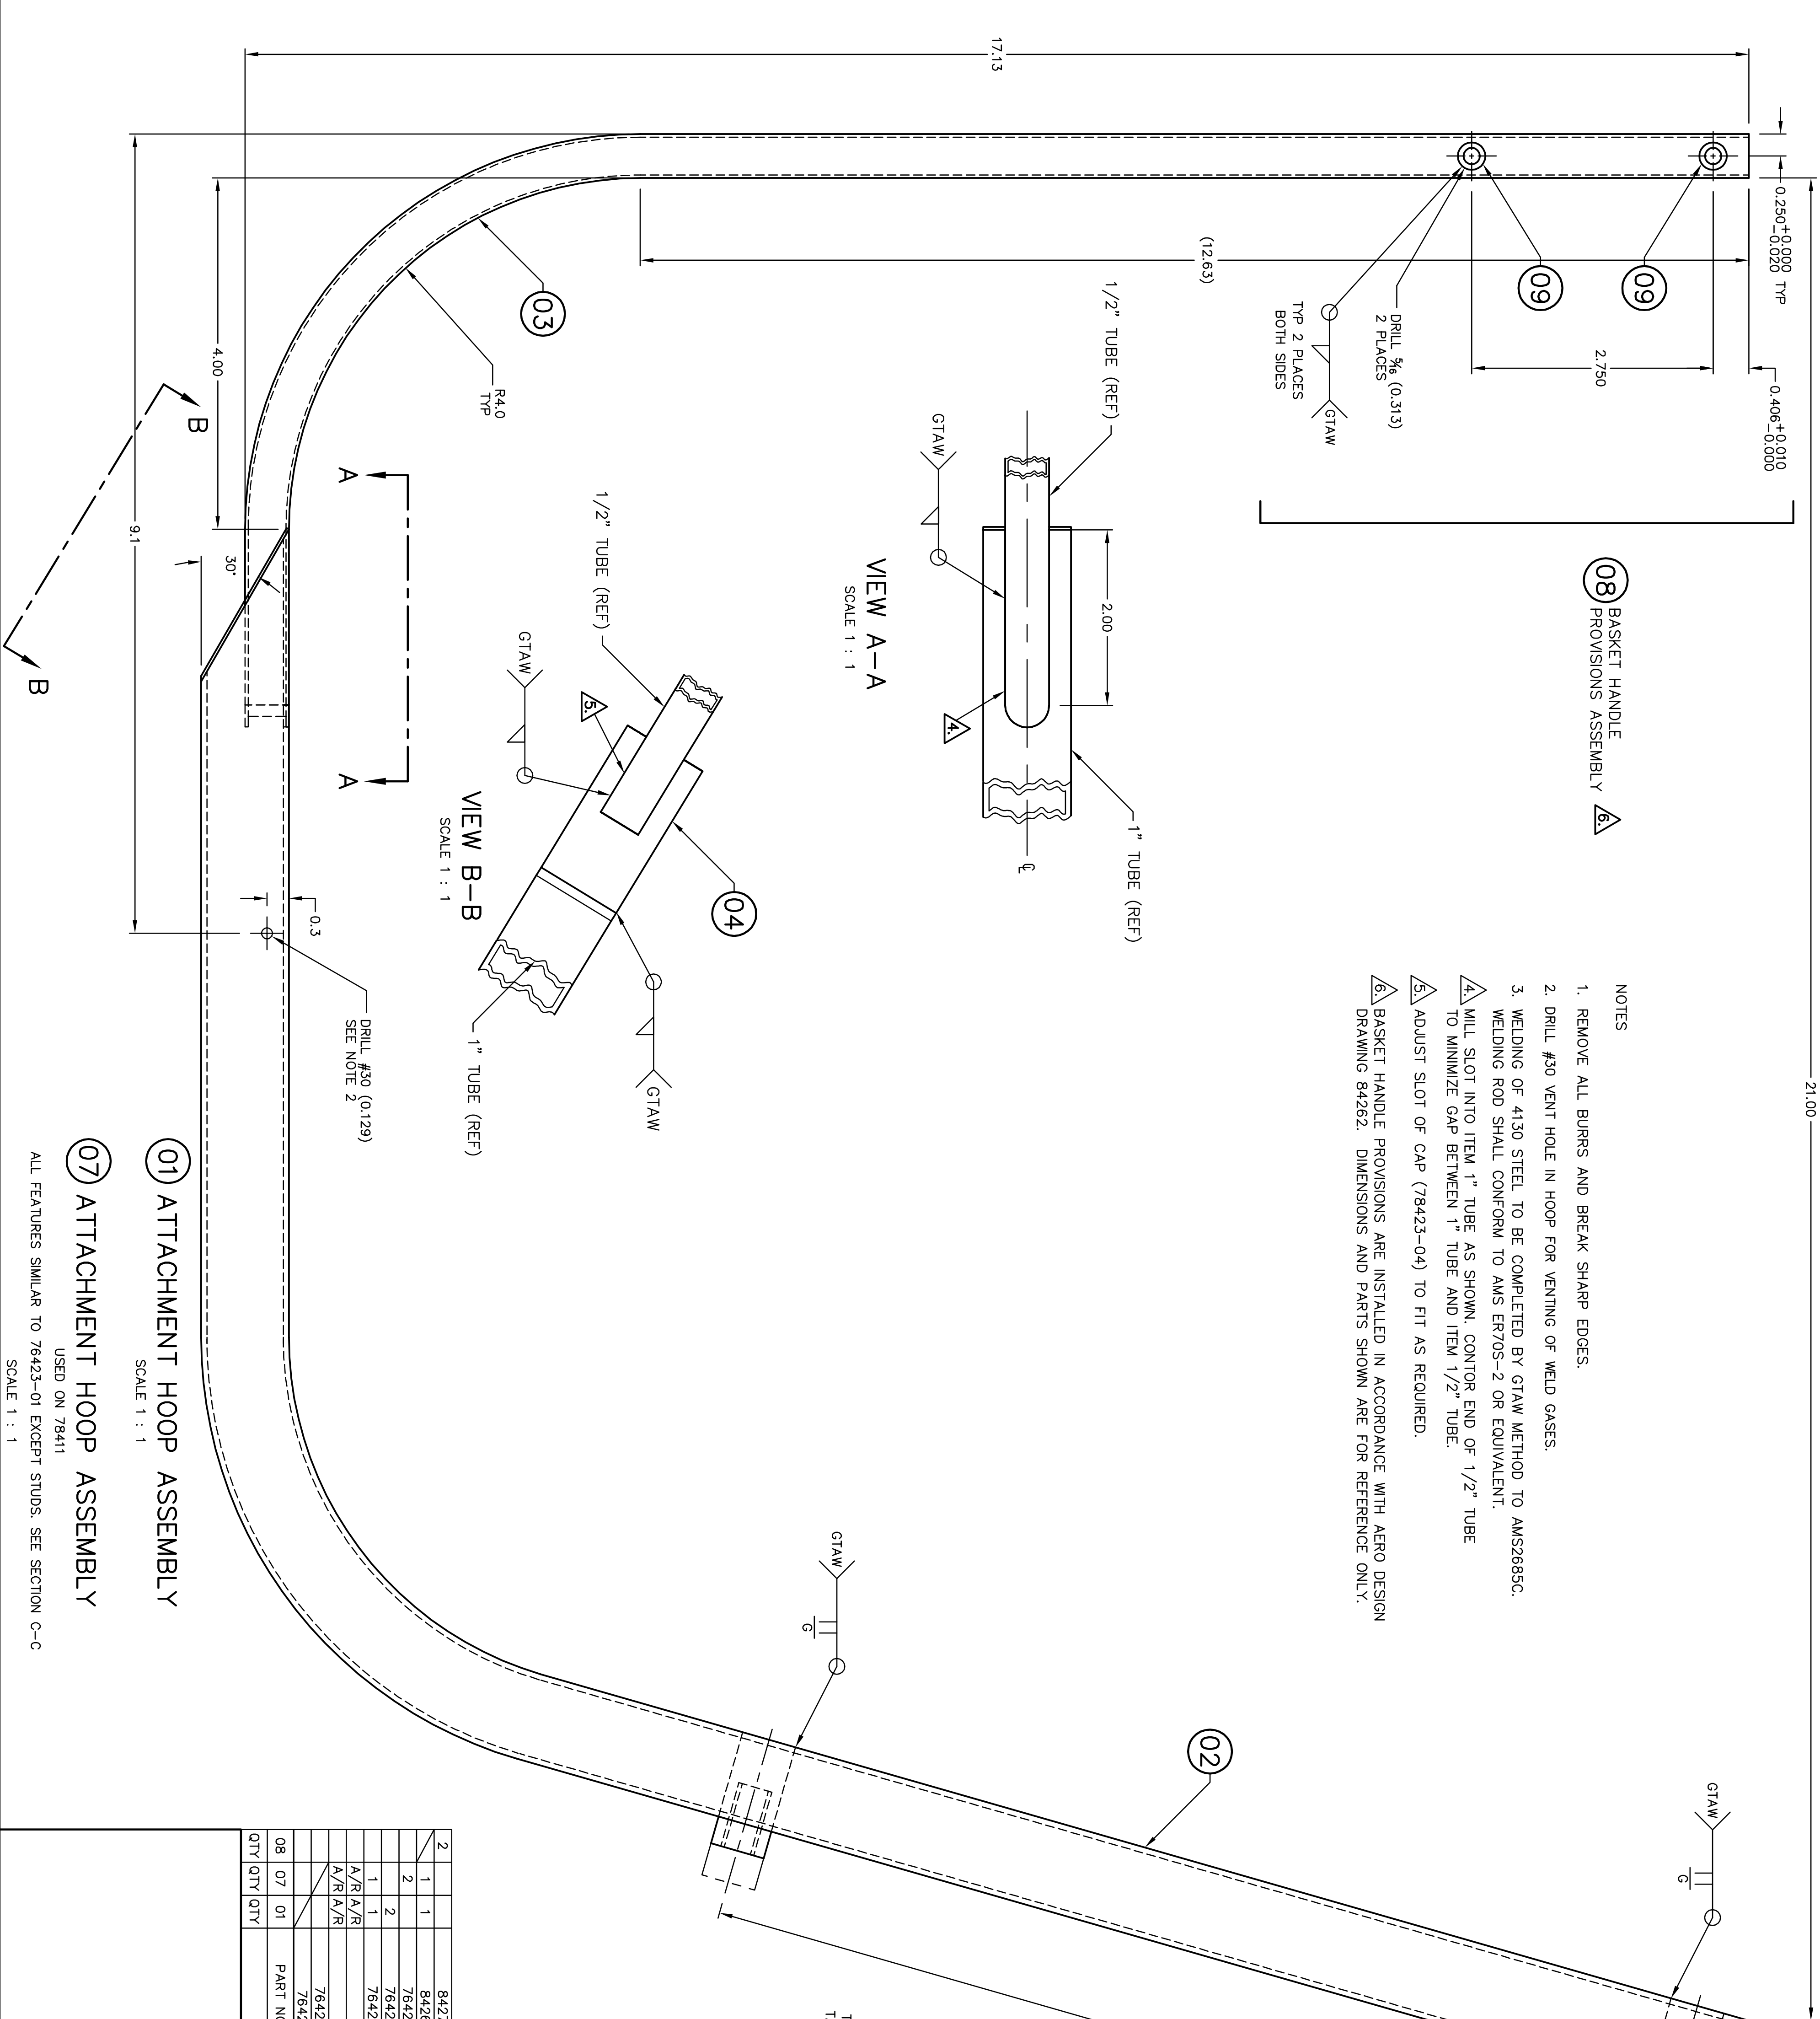 17.13
0.250+0.000
-0.020 TYP
0.406+0.010
-0.000
21.00
09
09
(12.63)
2.750
DRILL 5/16 (0.313)
2 PLACES
GTAW
TYP 2 PLACES
BOTH SIDES
08 BASKET HANDLE
PROVISIONS ASSEMBLY 6.
03
R4.0
TYP
4.00
9.1
30°
B
B
A
A
1/2" TUBE (REF)
GTAW
2.00
4.
1" TUBE (REF)
℄
VIEW A-A
SCALE 1 : 1
1/2" TUBE (REF)
GTAW
5.
04
GTAW
1" TUBE (REF)
VIEW B-B
SCALE 1 : 1
0.3
DRILL #30 (0.129)
SEE NOTE 2
NOTES
1. REMOVE ALL BURRS AND BREAK SHARP EDGES.
2. DRILL #30 VENT HOLE IN HOOP FOR VENTING OF WELD GASES.
3. WELDING OF 4130 STEEL TO BE COMPLETED BY GTAW METHOD TO AMS2685C.
WELDING ROD SHALL CONFORM TO AMS ER70S-2 OR EQUIVALENT.
4. MILL SLOT INTO ITEM 1" TUBE AS SHOWN. CONTOR END OF 1/2" TUBE
TO MINIMIZE GAP BETWEEN 1" TUBE AND ITEM 1/2" TUBE.
5. ADJUST SLOT OF CAP (78423-04) TO FIT AS REQUIRED.
6. BASKET HANDLE PROVISIONS ARE INSTALLED IN ACCORDANCE WITH AERO DESIGN
DRAWING 84262. DIMENSIONS AND PARTS SHOWN ARE FOR REFERENCE ONLY.
01 ATTACHMENT HOOP ASSEMBLY
SCALE 1 : 1
07 ATTACHMENT HOOP ASSEMBLY
USED ON 78411
ALL FEATURES SIMILAR TO 76423-01 EXCEPT STUDS. SEE SECTION C-C
SCALE 1 : 1
GTAW
G
02
GTAW
G
2
1 1
2
2
1 1
A/R A/R
A/R A/R
08 07 01 PART NO
QTY QTY QTY